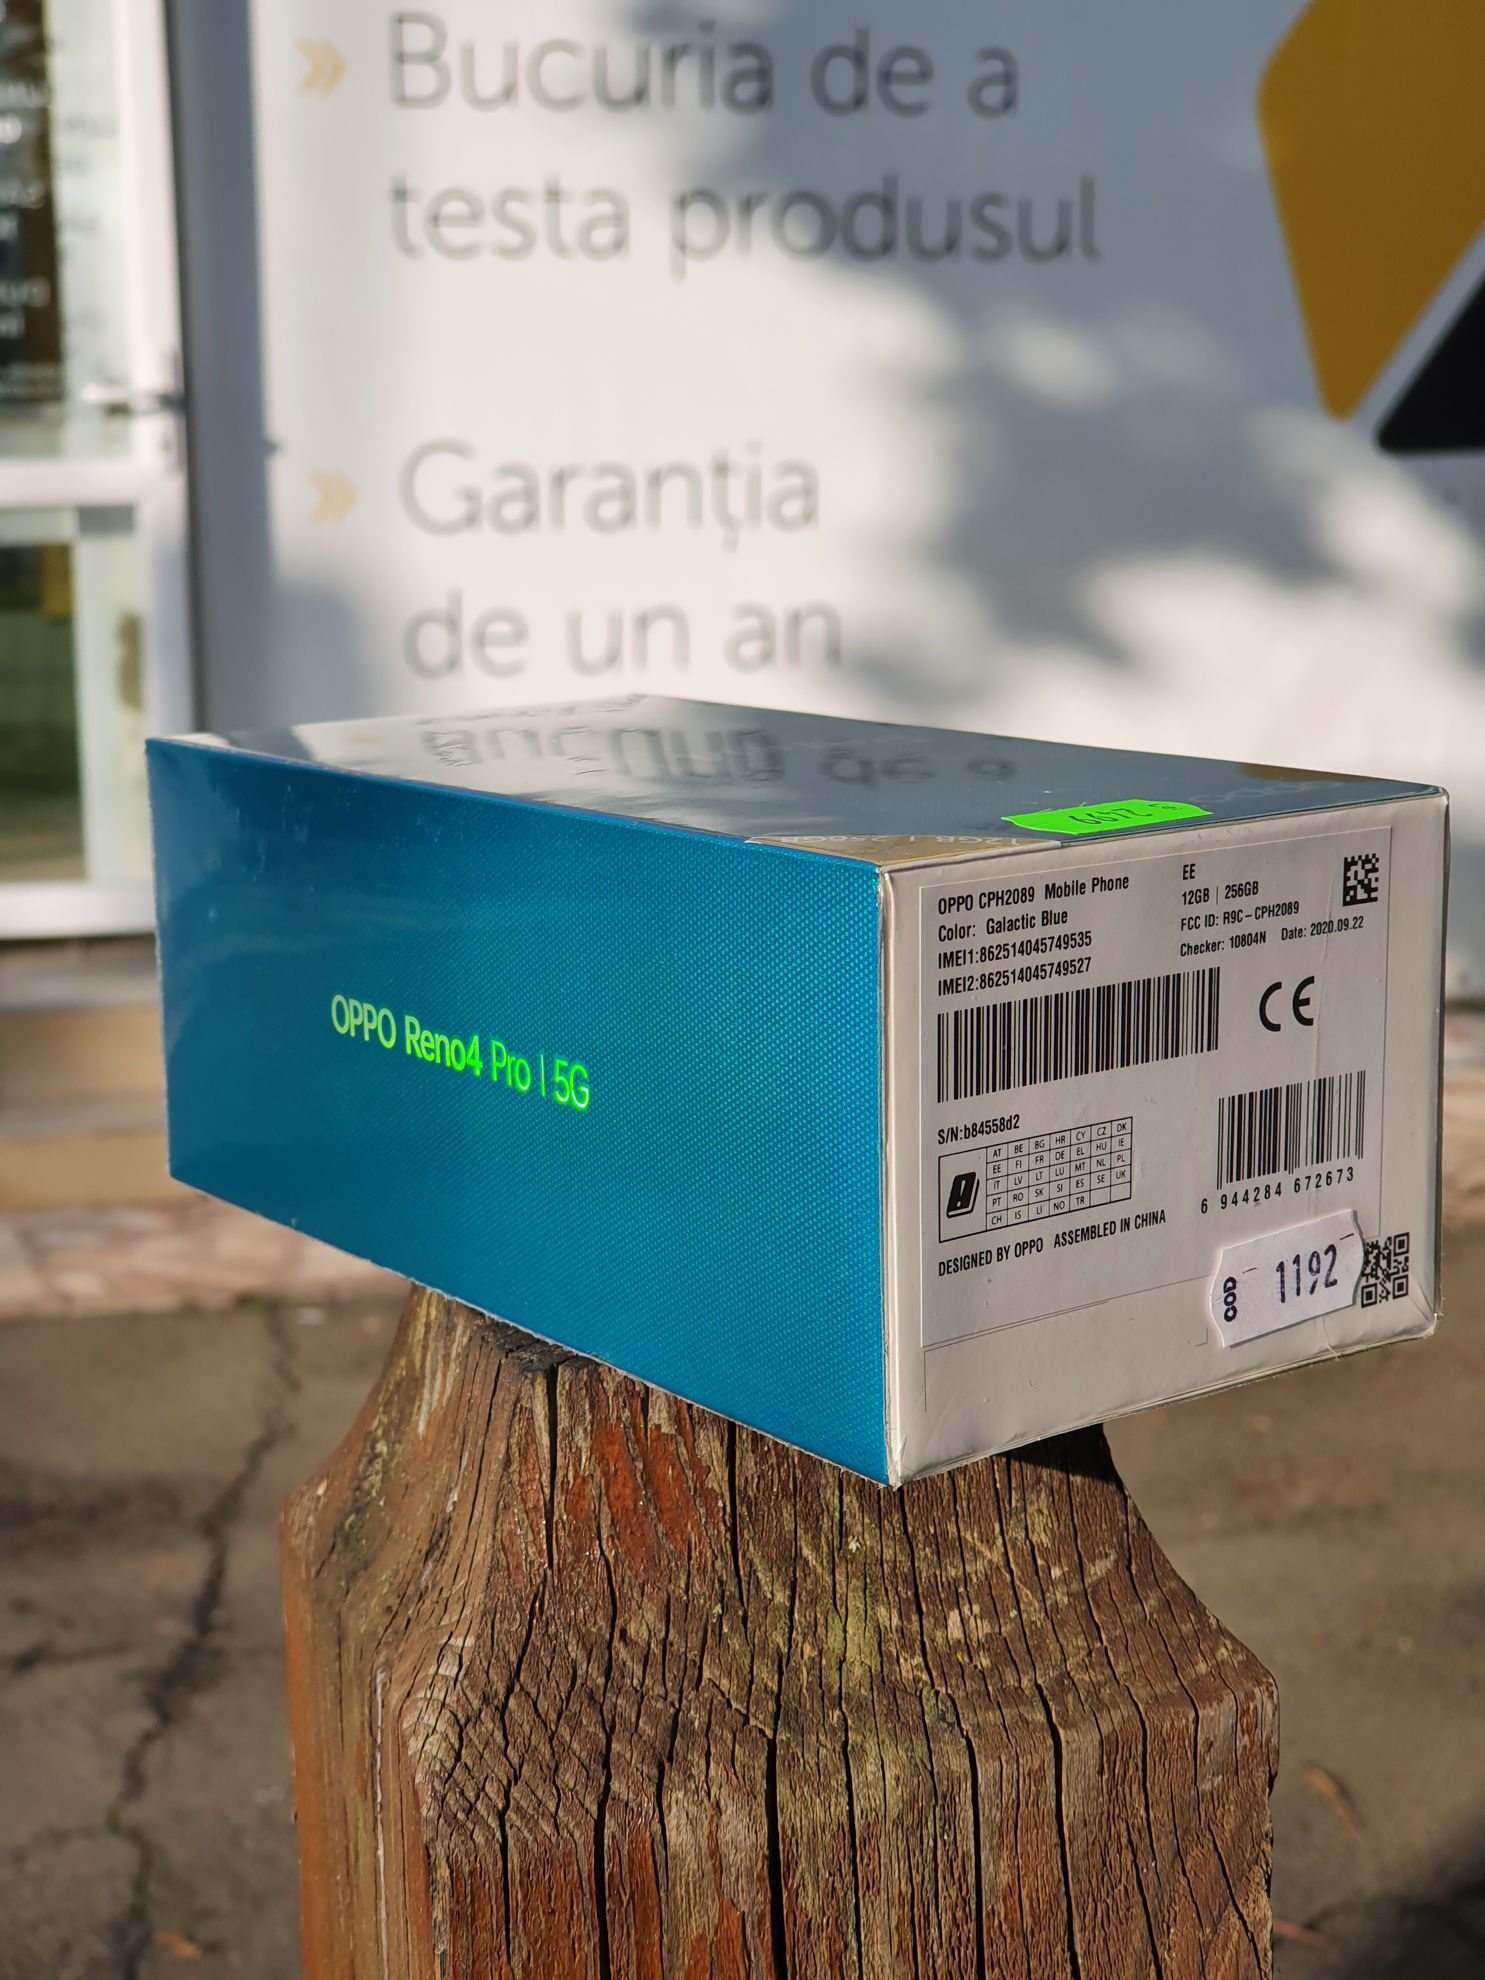 Bucuria de a
testa produsul
Garanția
de un an
OPPO Reno4 Pro | 5G
OPPO CPH2089 Mobile Phone
Color: Galactic Blue
IMEI1:862514045749535
IMEI2:862514045749527
EE
12GB | 256GB
FCC ID: R9C-CPH2089
Checker: 10804N Date: 2020.09.22
CE
S/N:b84558d2
AT BE BG HR CY CZ DK
EE FI FR DE EL HU IE
IT LV LT LU MT NL PL
PT RO SK SI ES SE UK
CH IS LI NO TR
DESIGNED BY OPPO ASSEMBLED IN CHINA
6 944284 672673
COD 1192